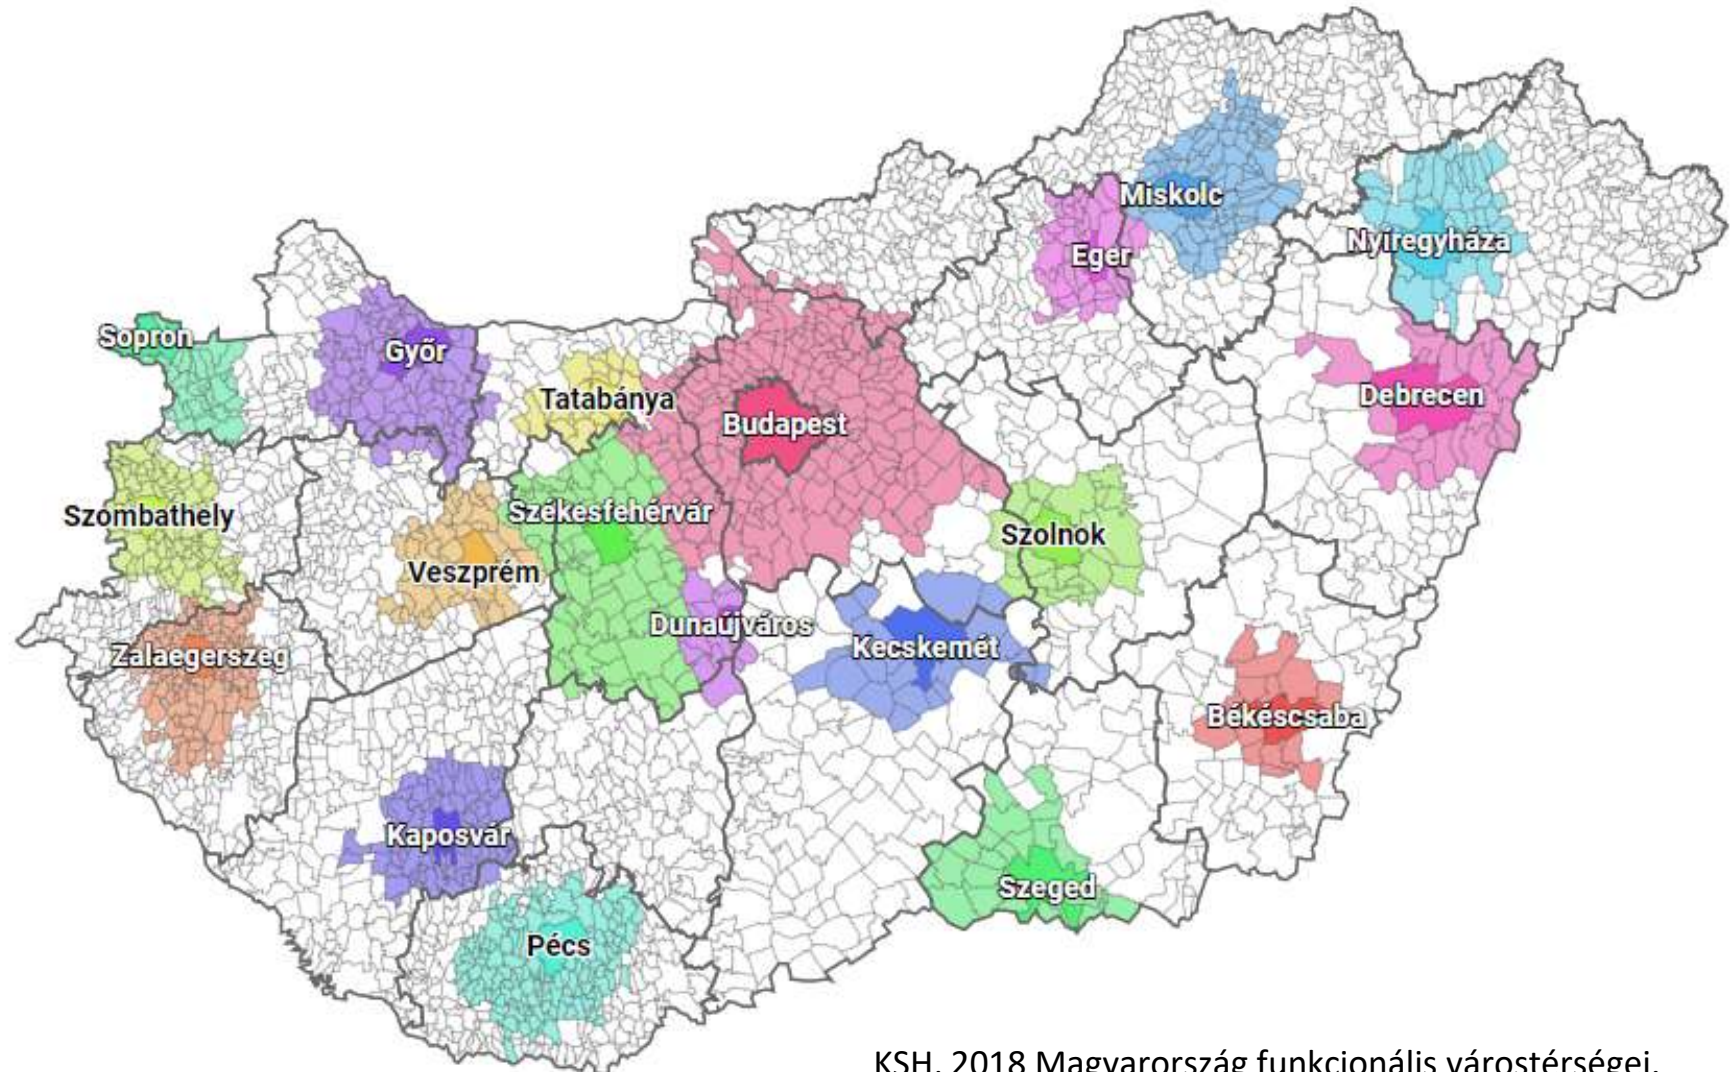 Miskolc
Eger
Nyíregyháza
Sopron
Győr
Tatabánya
Budapest
Debrecen
Szombathely
Székesfehérvár
Szolnok
Veszprém
Dunaújváros
Kecskemét
Zalaegerszeg
Békéscsaba
Kaposvár
Szeged
Pécs
KSH, 2018 Magyarország funkcionális várostérségei.